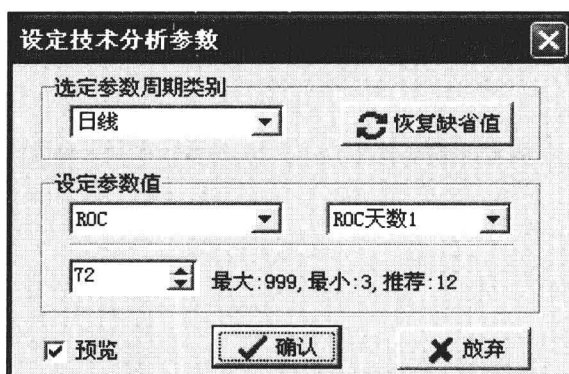 设定技术分析参数
选定参数周期类别
日线 恢复缺省值
设定参数值
ROC ROC天数1
72 最大:999,最小:3,推荐:12
预览 确认 放弃